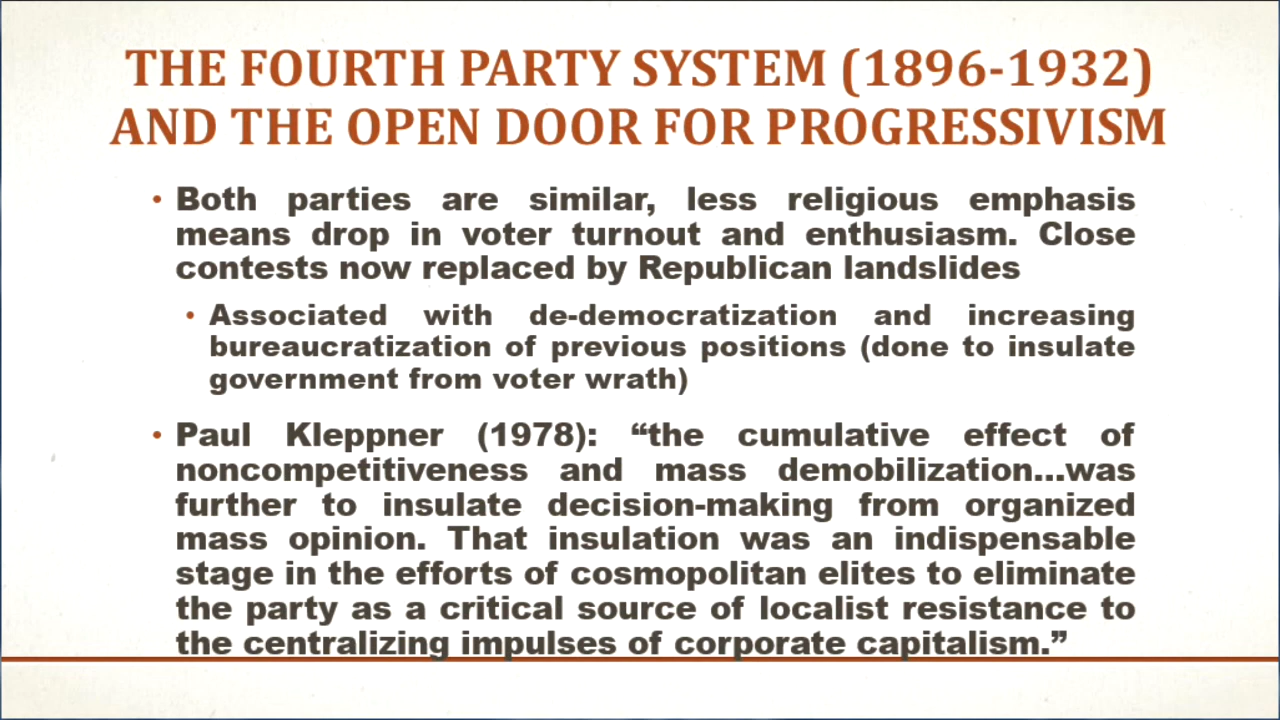 THE FOURTH PARTY SYSTEM (1896-1932)
AND THE OPEN DOOR FOR PROGRESSIVISM
• Both parties are similar, less religious emphasis
means drop in voter turnout and enthusiasm. Close
contests now replaced by Republican landslides
• Associated with de-democratization and increasing
bureaucratization of previous positions (done to insulate
government from voter wrath)
• Paul Kleppner (1978): “the cumulative effect of
noncompetitiveness and mass demobilization...was
further to insulate decision-making from organized
mass opinion. That insulation was an indispensable
stage in the efforts of cosmopolitan elites to eliminate
the party as a critical source of localist resistance to
the centralizing impulses of corporate capitalism.”